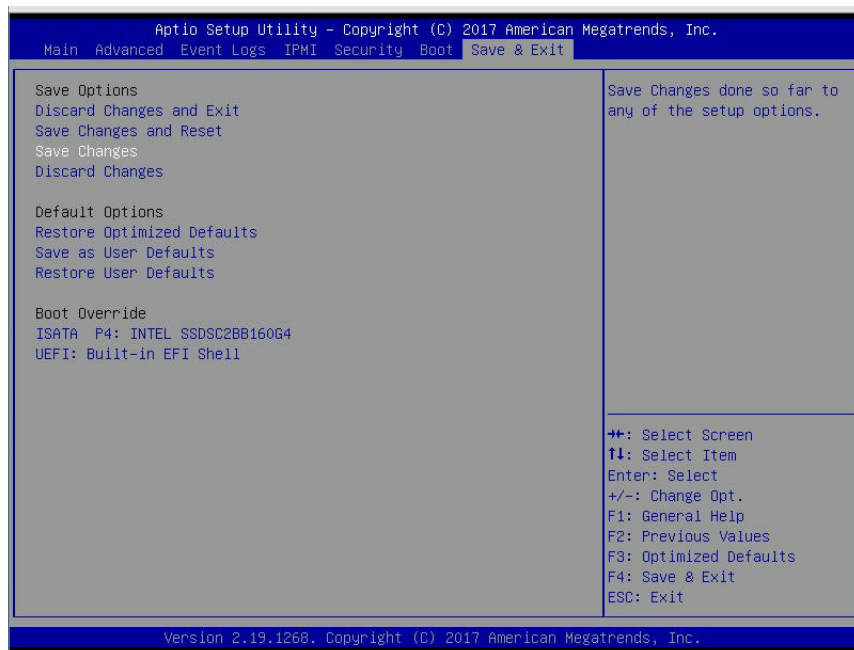 Aptio Setup Utility – Copyright (C) 2017 American Megatrends, Inc.
Main Advanced Event Logs IPMI Security Boot Save & Exit
Save Options
Discard Changes and Exit
Save Changes and Reset
Save Changes
Discard Changes
Default Options
Restore Optimized Defaults
Save as User Defaults
Restore User Defaults
Boot Override
ISATA P4: INTEL SSDSC2BB160G4
UEFI: Built-in EFI Shell
Save Changes done so far to
any of the setup options.
→←: Select Screen
↑↓: Select Item
Enter: Select
+/-: Change Opt.
F1: General Help
F2: Previous Values
F3: Optimized Defaults
F4: Save & Exit
ESC: Exit
Version 2.19.1268. Copyright (C) 2017 American Megatrends, Inc.